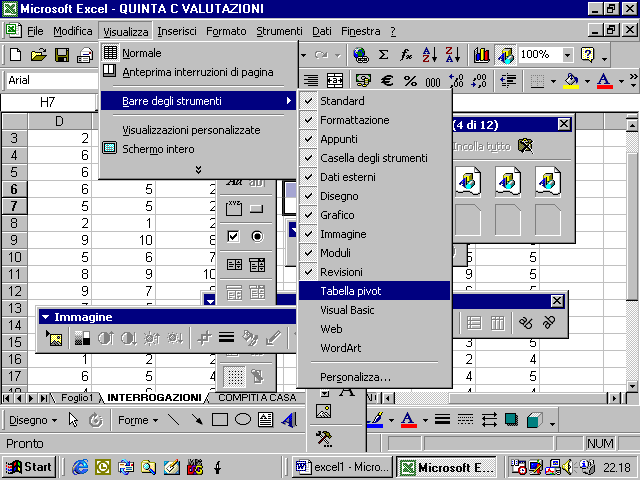 Microsoft Excel - QUINTA C VALUTAZIONI
File Modifica Visualizza Inserisci Formato Strumenti Dati Finestra ?
100%
Arial
000
H7
Normale
Anteprima interruzioni di pagina
Barre degli strumenti
Visualizzazioni personalizzate
Schermo intero
Standard
Formattazione
Appunti
Casella degli strumenti
Dati esterni
Disegno
Grafico
Immagine
Moduli
Revisioni
Tabella pivot
Visual Basic
Web
WordArt
Personalizza...
(4 di 12)
Incolla tutto
D
3 2
4 6
5 6
6 6 5 2
7 5 5 2
8 2 1 2
9 9 10 8
10 5 6 7
11 8 9 10
12 9 7
13
14
15 3 5
16 1 2 2 2 4
17 6 5 4 5 4
Immagine
Foglio1 INTERROGAZIONI COMPITI A CASA
Disegno Forme
Pronto
NUM
Start
excel1 - Micro...
Microsoft E...
22.18